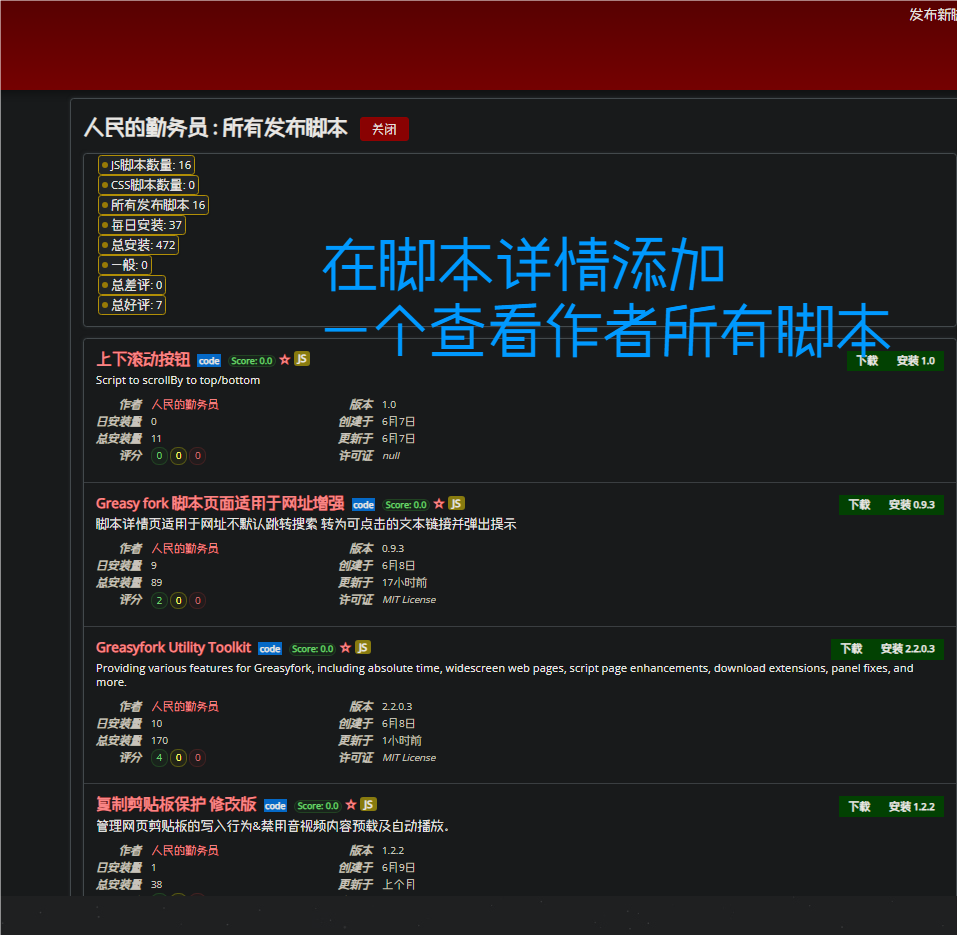 发布新脚
人民的勤务员 : 所有发布脚本 关闭
JS脚本数量: 16
CSS脚本数量: 0
所有发布脚本 16
每日安装: 37
总安装: 472
一般: 0
总差评: 0
总好评: 7
在脚本详情添加
一个查看作者所有脚本
上下滚动按钮 code Score: 0.0 ☆ JS 下载 安装 1.0
Script to scrollBy to top/bottom
作者 人民的勤务员 版本 1.0
日安装量 0 创建于 6月7日
总安装量 11 更新于 6月7日
评分 0 0 0 许可证 null
Greasy fork 脚本页面适用于网址增强 code Score: 0.0 ☆ JS 下载 安装 0.9.3
脚本详情页适用于网址不默认跳转搜索 转为可点击的文本链接并弹出提示
作者 人民的勤务员 版本 0.9.3
日安装量 9 创建于 6月8日
总安装量 89 更新于 17小时前
评分 2 0 0 许可证 MIT License
Greasyfork Utility Toolkit code Score: 0.0 ☆ JS 下载 安装 2.2.0.3
Providing various features for Greasyfork, including absolute time, widescreen web pages, script page enhancements, download extensions, panel fixes, and
more.
作者 人民的勤务员 版本 2.2.0.3
日安装量 10 创建于 6月8日
总安装量 170 更新于 1小时前
评分 4 0 0 许可证 MIT License
复制剪贴板保护 修改版 code Score: 0.0 ☆ JS 下载 安装 1.2.2
管理网页剪贴板的写入行为&禁用音视频内容预载及自动播放。
作者 人民的勤务员 版本 1.2.2
日安装量 1 创建于 6月9日
总安装量 38 更新于 上个月